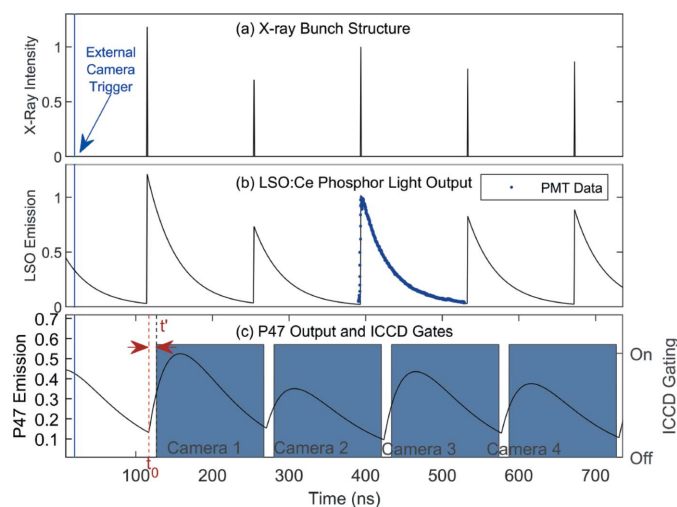 (a) X-ray Bunch Structure
External
Camera
Trigger
X-Ray Intensity
1
0.5
0
(b) LSO:Ce Phosphor Light Output
PMT Data
LSO Emission
1
0.5
0
(c) P47 Output and ICCD Gates
t'
P47 Emission
0.7
0.6
0.5
0.4
0.3
0.2
0.1
On
Off
ICCD Gating
Camera 1
Camera 2
Camera 3
Camera 4
t0
100 200 300 400 500 600 700
Time (ns)